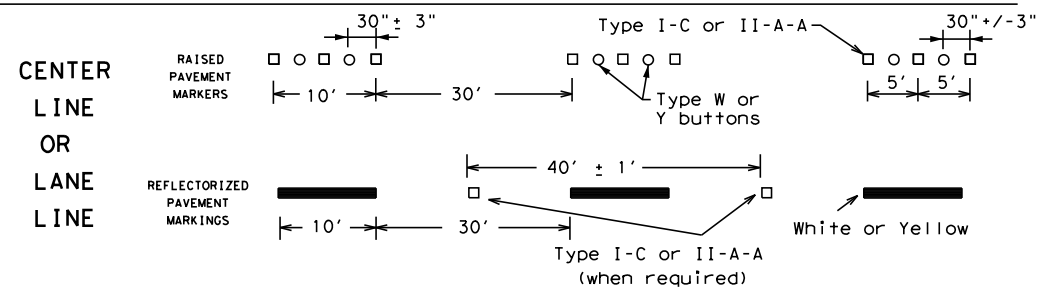 CENTER
LINE
OR
LANE
LINE
RAISED
PAVEMENT
MARKERS
30"± 3"
Type I-C or II-A-A
30"+/-3"
10'
30'
Type W or
Y buttons
5'
5'
REFLECTORIZED
PAVEMENT
MARKINGS
40' ± 1'
10'
30'
Type I-C or II-A-A
(when required)
White or Yellow